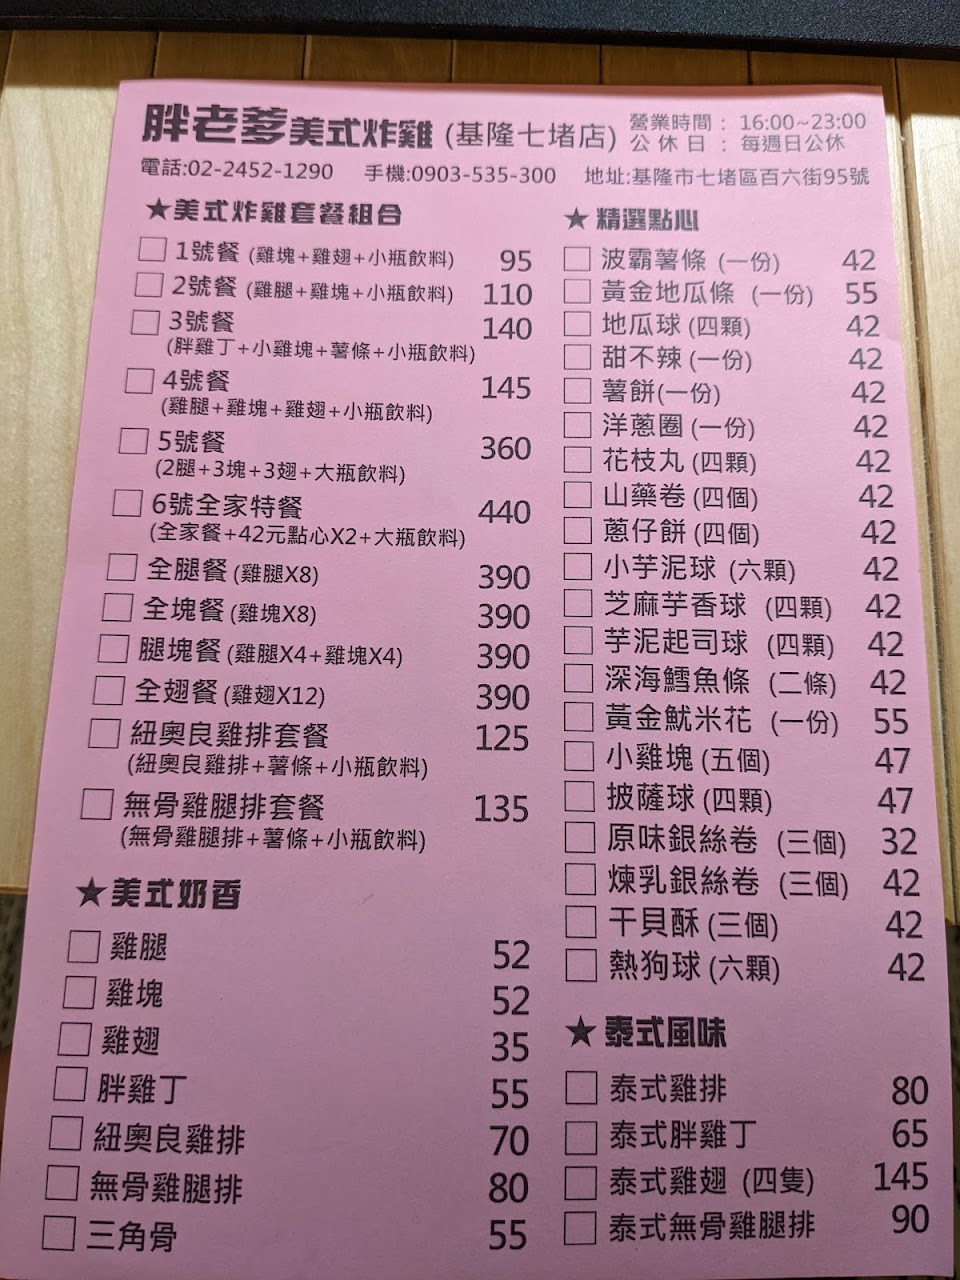 胖老爹美式炸雞 (基隆七堵店)
營業時間： 16:00~23:00
公 休 日 ： 每週日公休
電話:02-2452-1290 手機:0903-535-300 地址:基隆市七堵區百六街95號
★美式炸雞套餐組合
□ 1號餐 (雞塊+雞翅+小瓶飲料) 95
□ 2號餐 (雞腿+雞塊+小瓶飲料) 110
□ 3號餐 140
(胖雞丁+小雞塊+薯條+小瓶飲料)
□ 4號餐 145
(雞腿+雞塊+雞翅+小瓶飲料)
□ 5號餐 360
(2腿+3塊+3翅+大瓶飲料)
□ 6號全家特餐 440
(全家餐+42元點心X2+大瓶飲料)
□ 全腿餐 (雞腿X8) 390
□ 全塊餐 (雞塊X8) 390
□ 腿塊餐 (雞腿X4+雞塊X4) 390
□ 全翅餐 (雞翅X12) 390
□ 紐奧良雞排套餐 125
(紐奧良雞排+薯條+小瓶飲料)
□ 無骨雞腿排套餐 135
(無骨雞腿排+薯條+小瓶飲料)
★美式奶香
□ 雞腿 52
□ 雞塊 52
□ 雞翅 35
□ 胖雞丁 55
□ 紐奧良雞排 70
□ 無骨雞腿排 80
□ 三角骨 55
★ 精選點心
□ 波霸薯條 (一份) 42
□ 黃金地瓜條 (一份) 55
□ 地瓜球 (四顆) 42
□ 甜不辣 (一份) 42
□ 薯餅(一份) 42
□ 洋蔥圈 (一份) 42
□ 花枝丸 (四顆) 42
□ 山藥卷 (四個) 42
□ 蔥仔餅 (四個) 42
□ 小芋泥球 (六顆) 42
□ 芝麻芋香球 (四顆) 42
□ 芋泥起司球 (四顆) 42
□ 深海鱈魚條 (二條) 42
□ 黃金魷米花 (一份) 55
□ 小雞塊 (五個) 47
□ 披薩球 (四顆) 47
□ 原味銀絲卷 (三個) 32
□ 煉乳銀絲卷 (三個) 42
□ 干貝酥 (三個) 42
□ 熱狗球 (六顆) 42
★ 泰式風味
□ 泰式雞排 80
□ 泰式胖雞丁 65
□ 泰式雞翅 (四隻) 145
□ 泰式無骨雞腿排 90